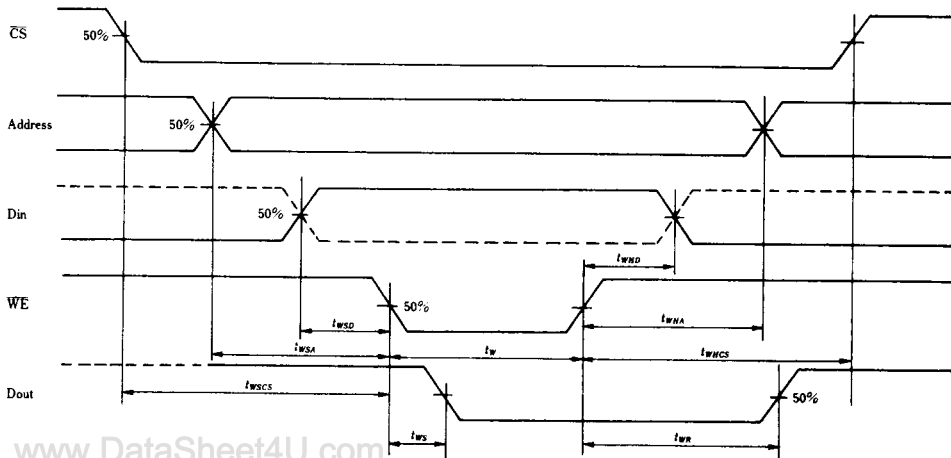 CS
50%
Address
50%
Din
50%
tWHD
WE
50%
tWSD
tWHA
tWSA
tW
tWHCS
Dout
tWSCS
50%
tWS
tWR
www.DataSheet4U.com